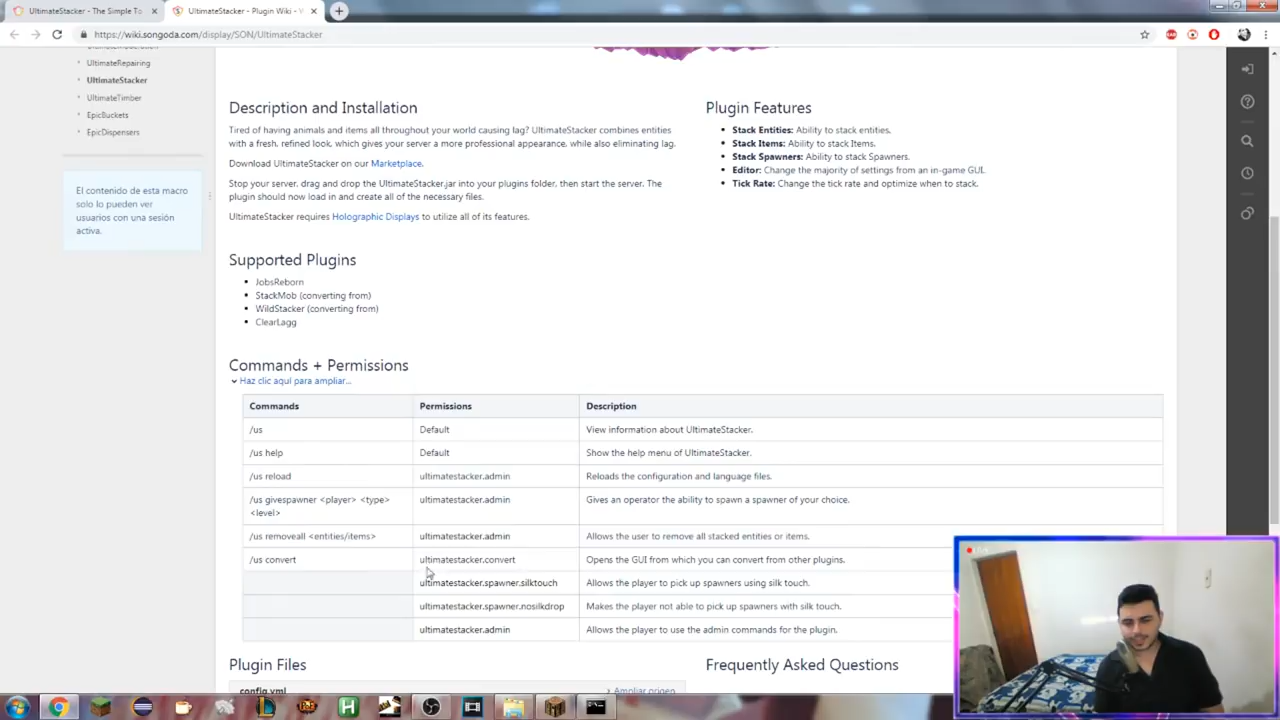 UltimateStacker - The Simple To
UltimateStacker - Plugin Wiki - V
https://wiki.songoda.com/display/SON/UltimateStacker
UltimateRepairing
UltimateStacker
UltimateTimber
EpicBuckets
EpicDispensers
El contenido de esta macro
solo lo pueden ver
usuarios con una sesión
activa.
Description and Installation
Tired of having animals and items all throughout your world causing lag? UltimateStacker combines entities
with a fresh, refined look, which gives your server a more professional appearance, while also eliminating lag.
Download UltimateStacker on our Marketplace.
Stop your server, drag and drop the UltimateStacker.jar into your plugins folder, then start the server. The
plugin should now load in and create all of the necessary files.
UltimateStacker requires Holographic Displays to utilize all of its features.
Plugin Features
Stack Entities: Ability to stack entities.
Stack Items: Ability to stack Items.
Stack Spawners: Ability to stack Spawners.
Editor: Change the majority of settings from an in-game GUI.
Tick Rate: Change the tick rate and optimize when to stack.
Supported Plugins
JobsReborn
StackMob (converting from)
WildStacker (converting from)
ClearLagg
Commands + Permissions
Haz clic aquí para ampliar...
Commands Permissions Description
/us Default View information about UltimateStacker.
/us help Default Show the help menu of UltimateStacker.
/us reload ultimatestacker.admin Reloads the configuration and language files.
/us givespawner <player> <type> ultimatestacker.admin Gives an operator the ability to spawn a spawner of your choice.
<level>
/us removeall <entities/items> ultimatestacker.admin Allows the user to remove all stacked entities or items.
/us convert ultimatestacker.convert Opens the GUI from which you can convert from other plugins.
ultimatestacker.spawner.silktouch Allows the player to pick up spawners using silk touch.
ultimatestacker.spawner.nosilkdrop Makes the player not able to pick up spawners with silk touch.
ultimatestacker.admin Allows the player to use the admin commands for the plugin.
Plugin Files
config.yml
Ampliar origen
Frequently Asked Questions